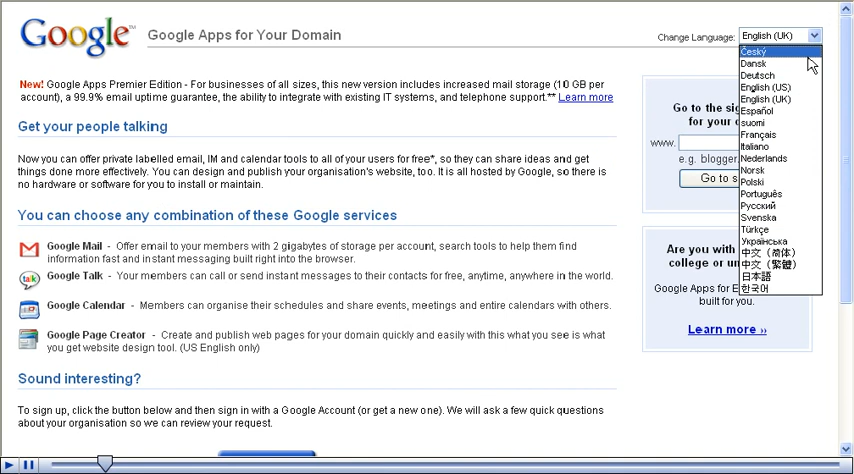 Google™
Google Apps for Your Domain
Change Language: English (UK)
Český
Dansk
Deutsch
English (US)
English (UK)
Español
suomi
Français
Italiano
Nederlands
Norsk
Polski
Português
Русский
Svenska
Türkçe
Українська
中文（简体）
中文（繁體）
日本語
한국어
New! Google Apps Premier Edition - For businesses of all sizes, this new version includes increased mail storage (10 GB per
account), a 99.9% email uptime guarantee, the ability to integrate with existing IT systems, and telephone support.** Learn more
Get your people talking
Now you can offer private labelled email, IM and calendar tools to all of your users for free*, so they can share ideas and get
things done more effectively. You can design and publish your organisation's website, too. It is all hosted by Google, so there is
no hardware or software for you to install or maintain.
You can choose any combination of these Google services
Google Mail - Offer email to your members with 2 gigabytes of storage per account, search tools to help them find
information fast and instant messaging built right into the browser.
talk
Google Talk - Your members can call or send instant messages to their contacts for free, anytime, anywhere in the world.
Google Calendar - Members can organise their schedules and share events, meetings and entire calendars with others.
Google Page Creator - Create and publish web pages for your domain quickly and easily with this what you see is what
you get website design tool. (US English only)
Sound interesting?
To sign up, click the button below and then sign in with a Google Account (or get a new one). We will ask a few quick questions
about your organisation so we can review your request.
Go to the
for your
www.
e.g. blogger.
Go to s
Are you with
college or
Google Apps for E
built for you.
Learn more ››